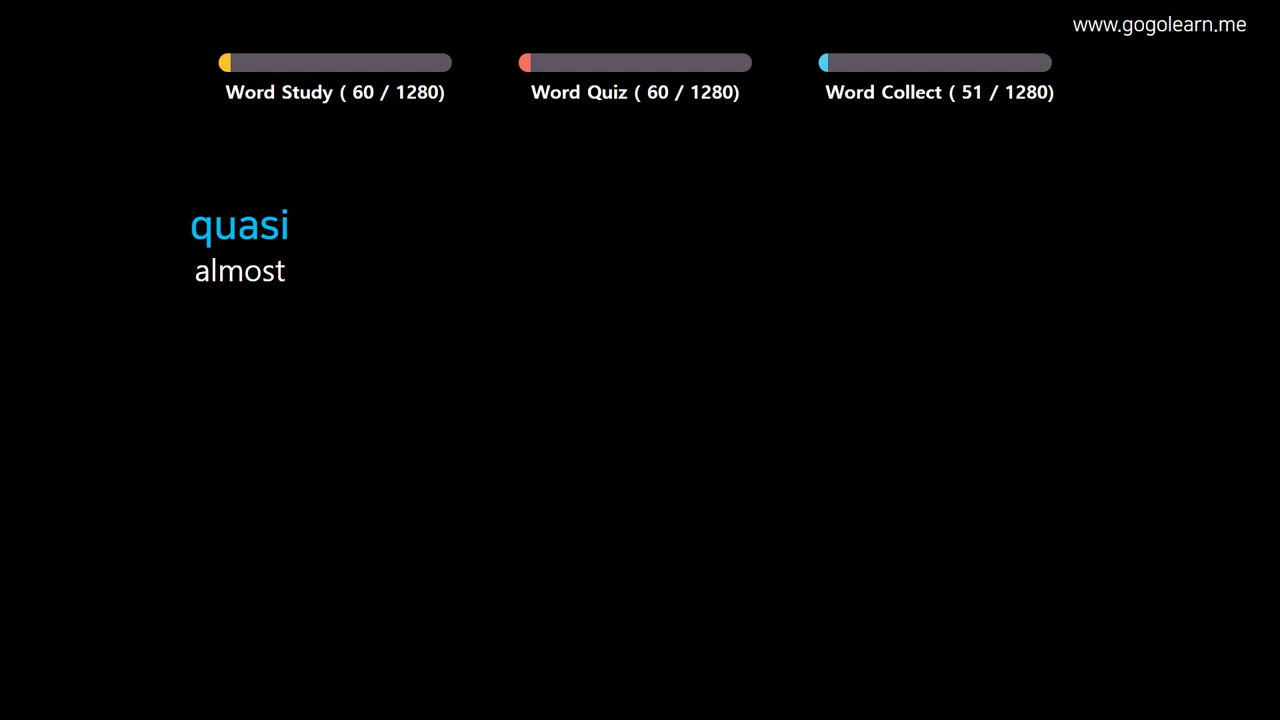 www.gogolearn.me
Word Study ( 60 / 1280)
Word Quiz ( 60 / 1280)
Word Collect ( 51 / 1280)
quasi
almost